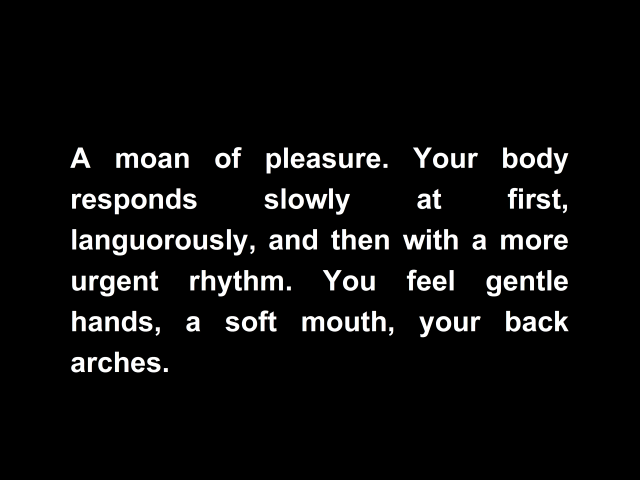 A moan of pleasure. Your body
responds slowly at first,
languorously, and then with a more
urgent rhythm. You feel gentle
hands, a soft mouth, your back
arches.